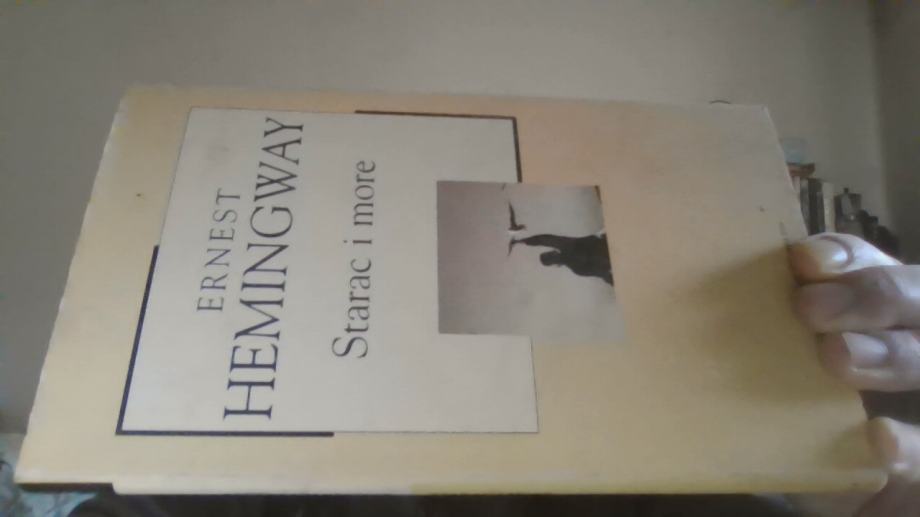 ERNEST
HEMINGWAY
Starac i more